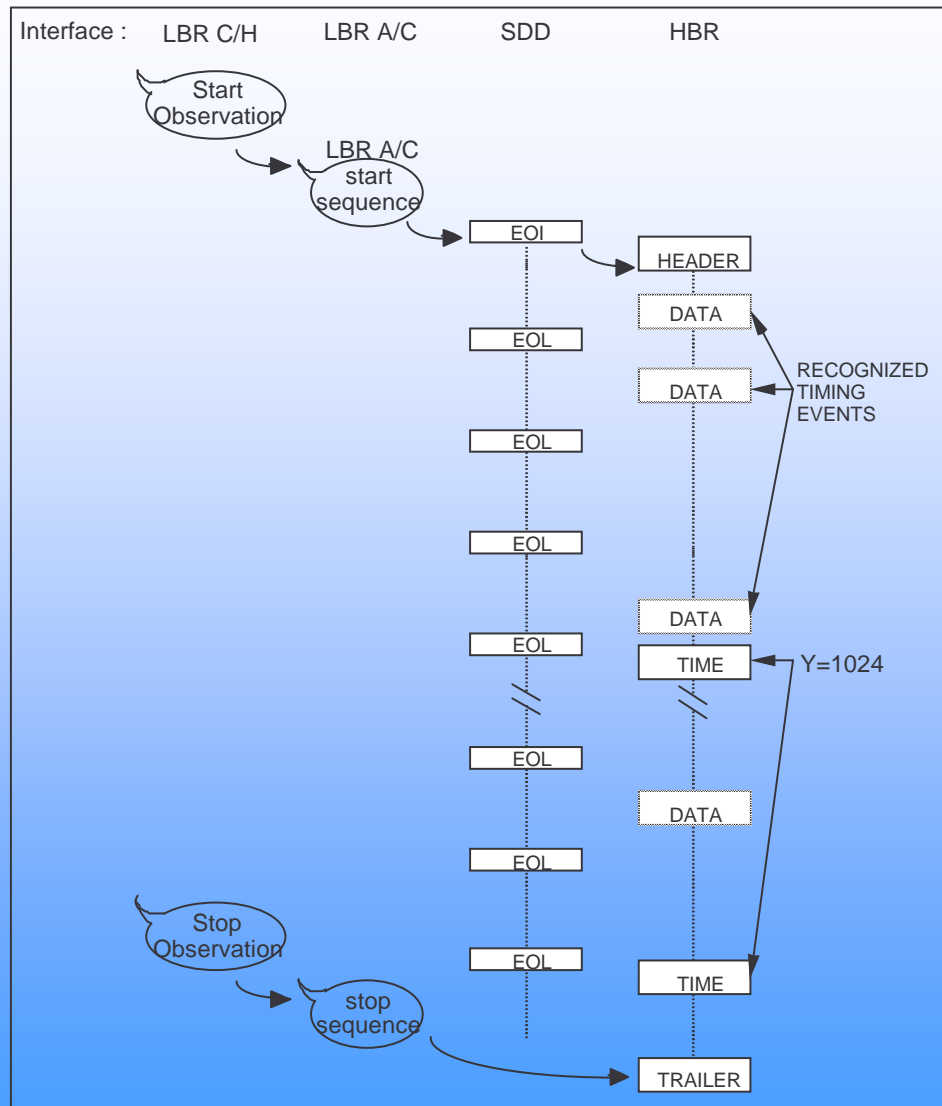 Interface : LBR C/H LBR A/C SDD HBR
Start
Observation
LBR A/C
start
sequence
EOI
HEADER
DATA
EOL
RECOGNIZED
TIMING
EVENTS
DATA
EOL
EOL
DATA
EOL
TIME
Y=1024
EOL
DATA
EOL
Stop
Observation
EOL
TIME
stop
sequence
TRAILER